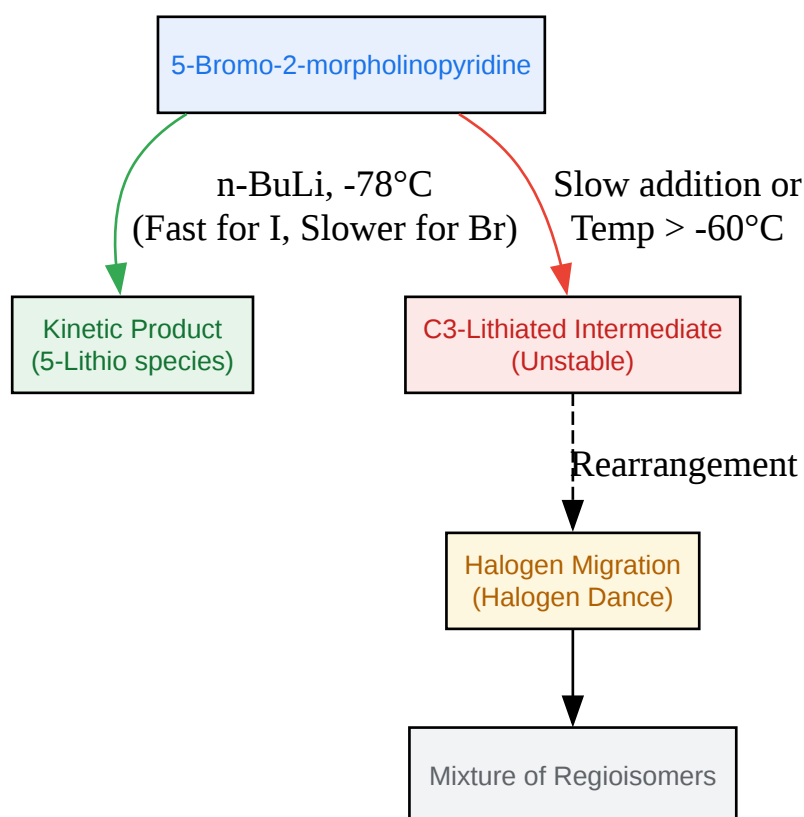 5-Bromo-2-morpholinopyridine
n-BuLi, -78°C
(Fast for I, Slower for Br)
Slow addition or
Temp > -60°C
Kinetic Product
(5-Lithio species)
C3-Lithiated Intermediate
(Unstable)
Rearrangement
Halogen Migration
(Halogen Dance)
Mixture of Regioisomers